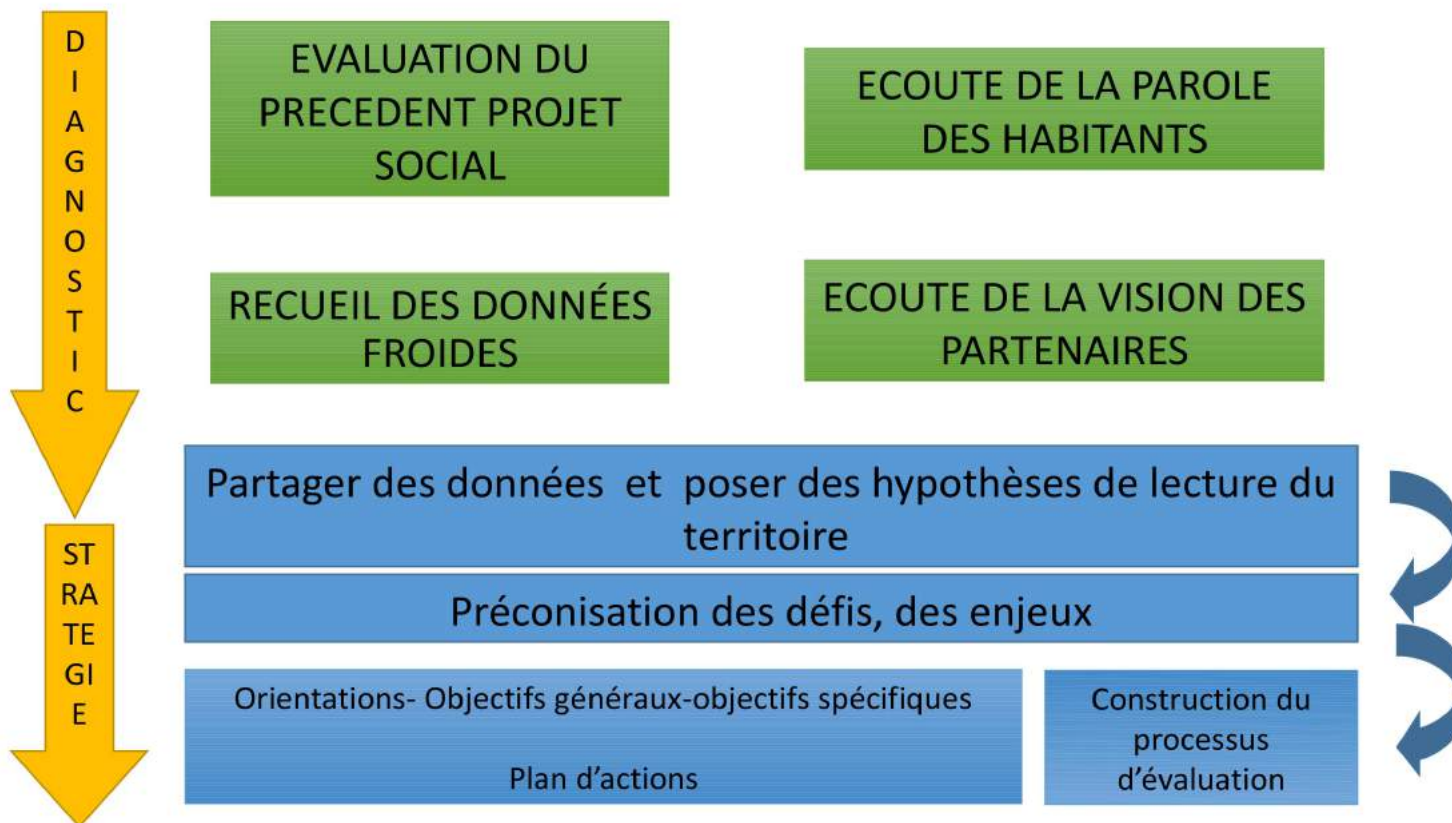 D
I
A
G
N
O
S
T
I
C
EVALUATION DU
PRECEDENT PROJET
SOCIAL
ECOUTE DE LA PAROLE
DES HABITANTS
RECUEIL DES DONNÉES
FROIDES
ECOUTE DE LA VISION DES
PARTENAIRES
ST
RA
TE
GI
E
Partager des données et poser des hypothèses de lecture du
territoire
Préconisation des défis, des enjeux
Orientations- Objectifs généraux-objectifs spécifiques
Plan d’actions
Construction du
processus
d’évaluation